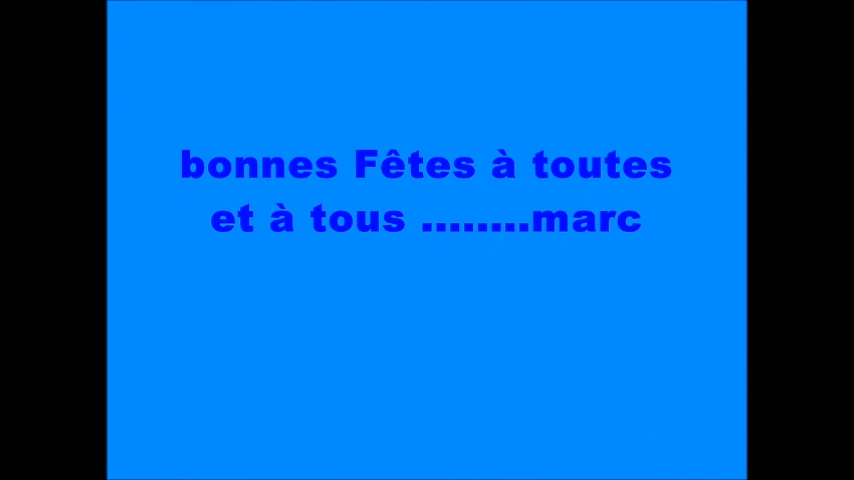 bonnes Fêtes à toutes
et à tous ........marc